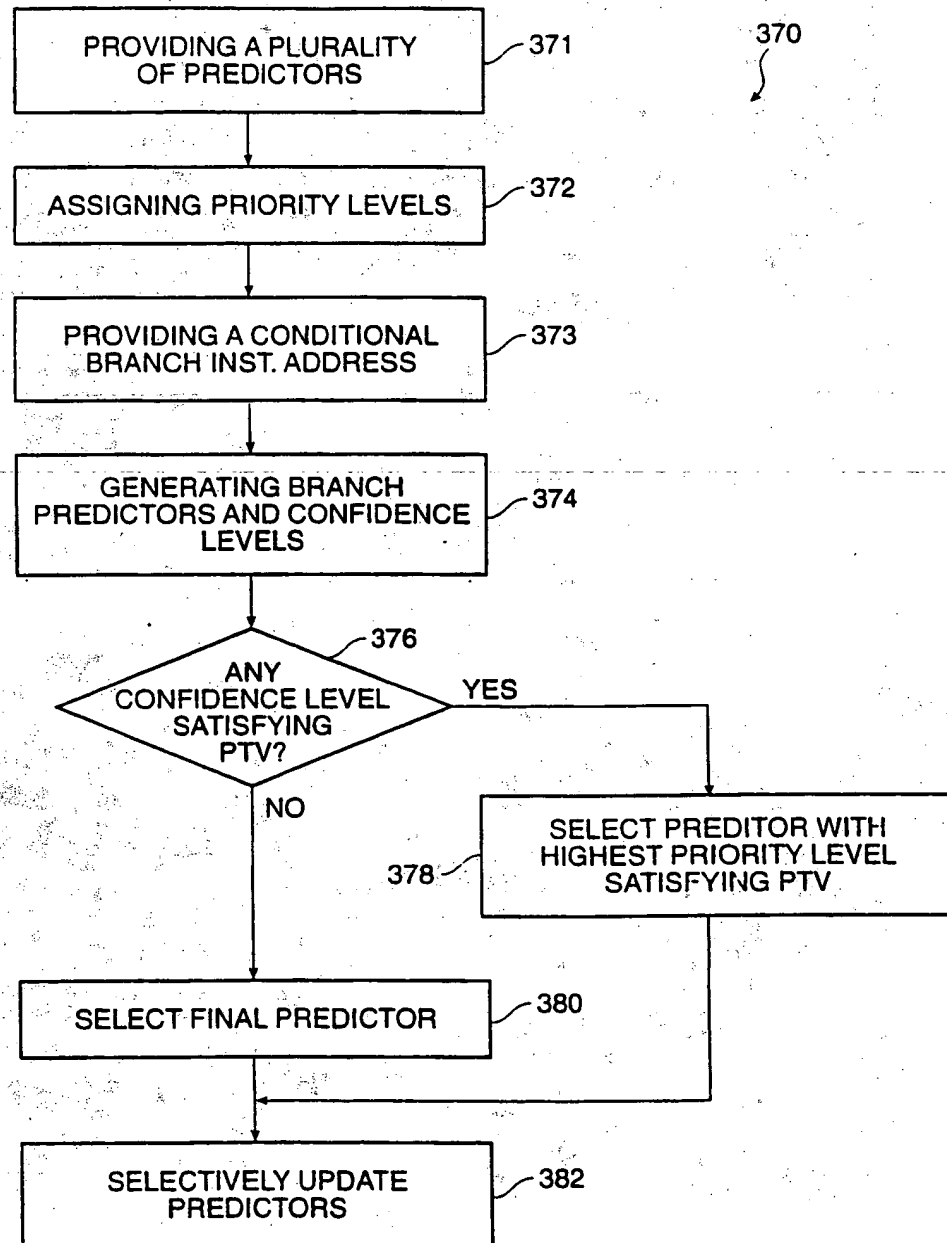 PROVIDING A PLURALITY
OF PREDICTORS
371
370
ASSIGNING PRIORITY LEVELS
372
PROVIDING A CONDITIONAL
BRANCH INST. ADDRESS
373
GENERATING BRANCH
PREDICTORS AND CONFIDENCE
LEVELS
374
376
ANY
CONFIDENCE LEVEL
SATISFYING
PTV?
YES
NO
SELECT PREDITOR WITH
HIGHEST PRIORITY LEVEL
SATISFYING PTV
378
SELECT FINAL PREDICTOR
380
SELECTIVELY UPDATE
PREDICTORS
382